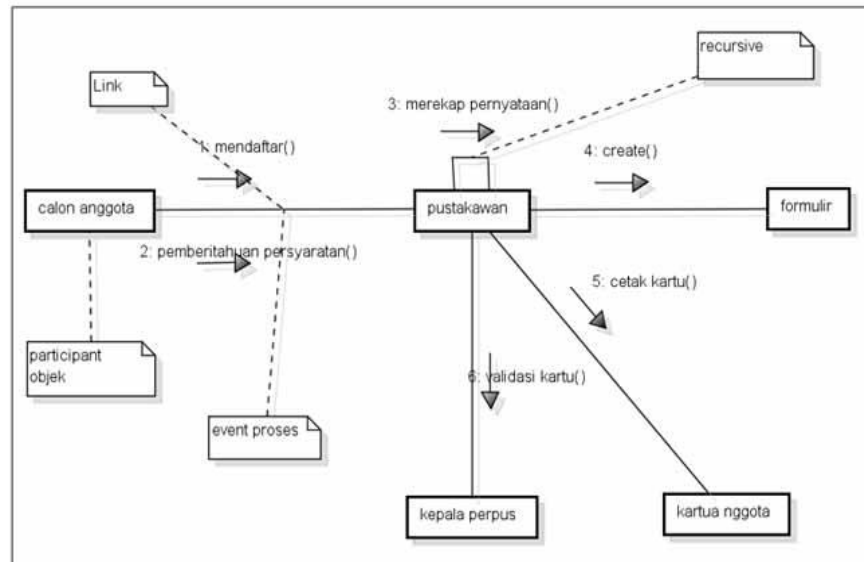 recursive
Link
3: merekap pernyataan()
1: mendaftar()
4: create()
calon anggota
pustakawan
formulir
2: pemberitahuan persyaratan()
5: cetak kartu()
participant
objek
6: validasi kartu()
event proses
kepala perpus
kartua nggota